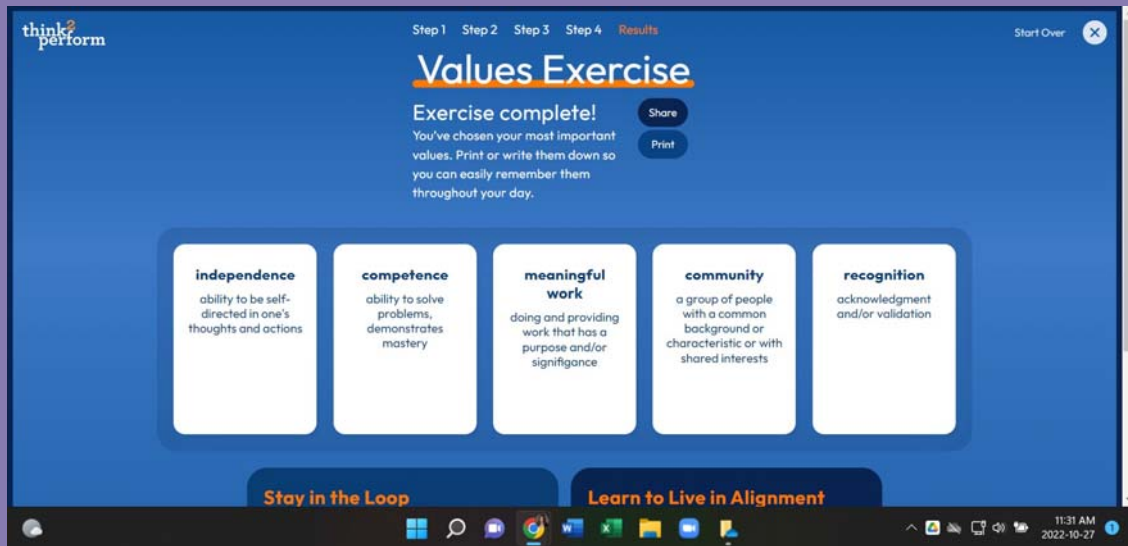 think2perform
Step 1 Step 2 Step 3 Step 4 Results
Start Over
Values Exercise
Exercise complete!
You've chosen your most important
values. Print or write them down so
you can easily remember them
throughout your day.
Share
Print
independence
ability to be self-
directed in one's
thoughts and actions
competence
ability to solve
problems,
demonstrates
mastery
meaningful
work
doing and providing
work that has a
purpose and/or
signifigance
community
a group of people
with a common
background or
characteristic or with
shared interests
recognition
acknowledgment
and/or validation
Stay in the Loop
Learn to Live in Alignment
11:31 AM
2022-10-27
1